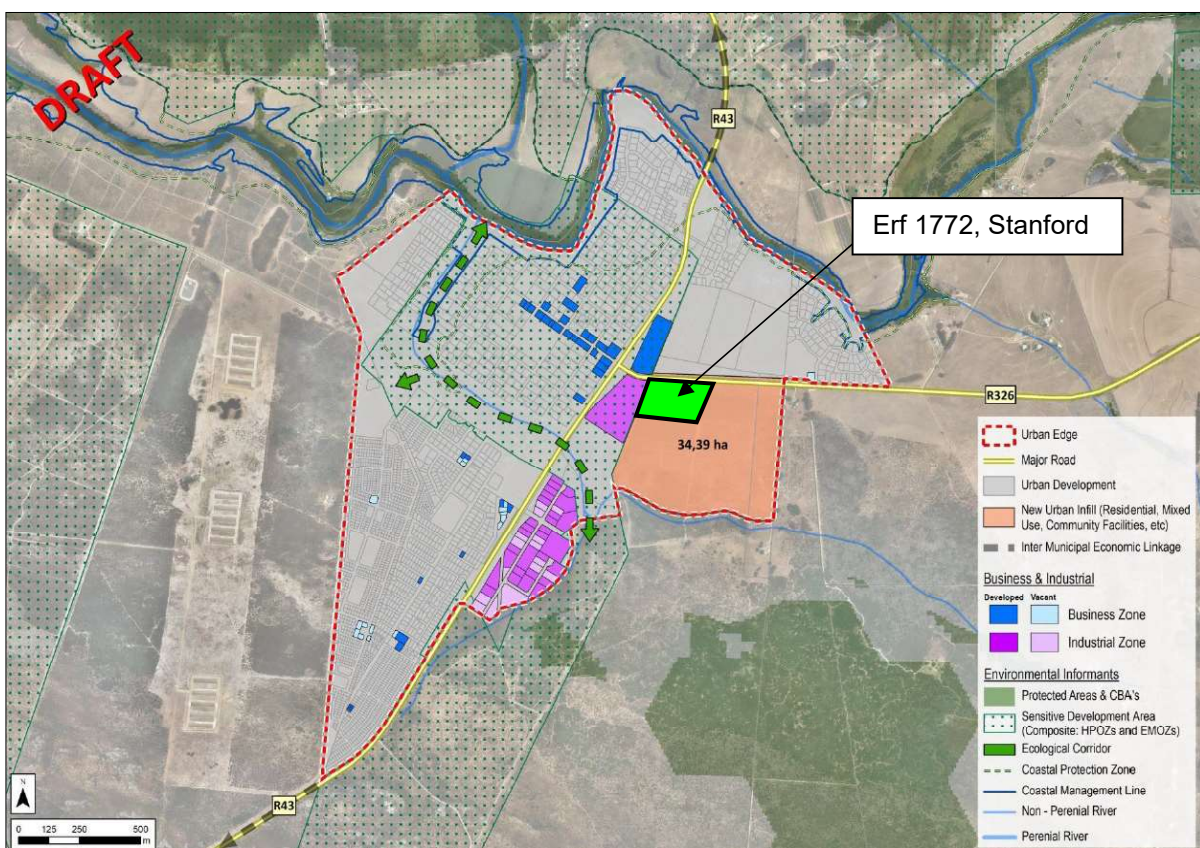 DRAFT
R43
Erf 1772, Stanford
R326
34,39 ha
R43
N
0 125 250 500
m
Urban Edge
Major Road
Urban Development
New Urban Infill (Residential, Mixed
Use, Community Facilities, etc)
Inter Municipal Economic Linkage
Business & Industrial
Developed Vacant
Business Zone
Industrial Zone
Environmental Informants
Protected Areas & CBA's
Sensitive Development Area
(Composite: HPOZs and EMOZs)
Ecological Corridor
Coastal Protection Zone
Coastal Management Line
Non - Perenial River
Perenial River